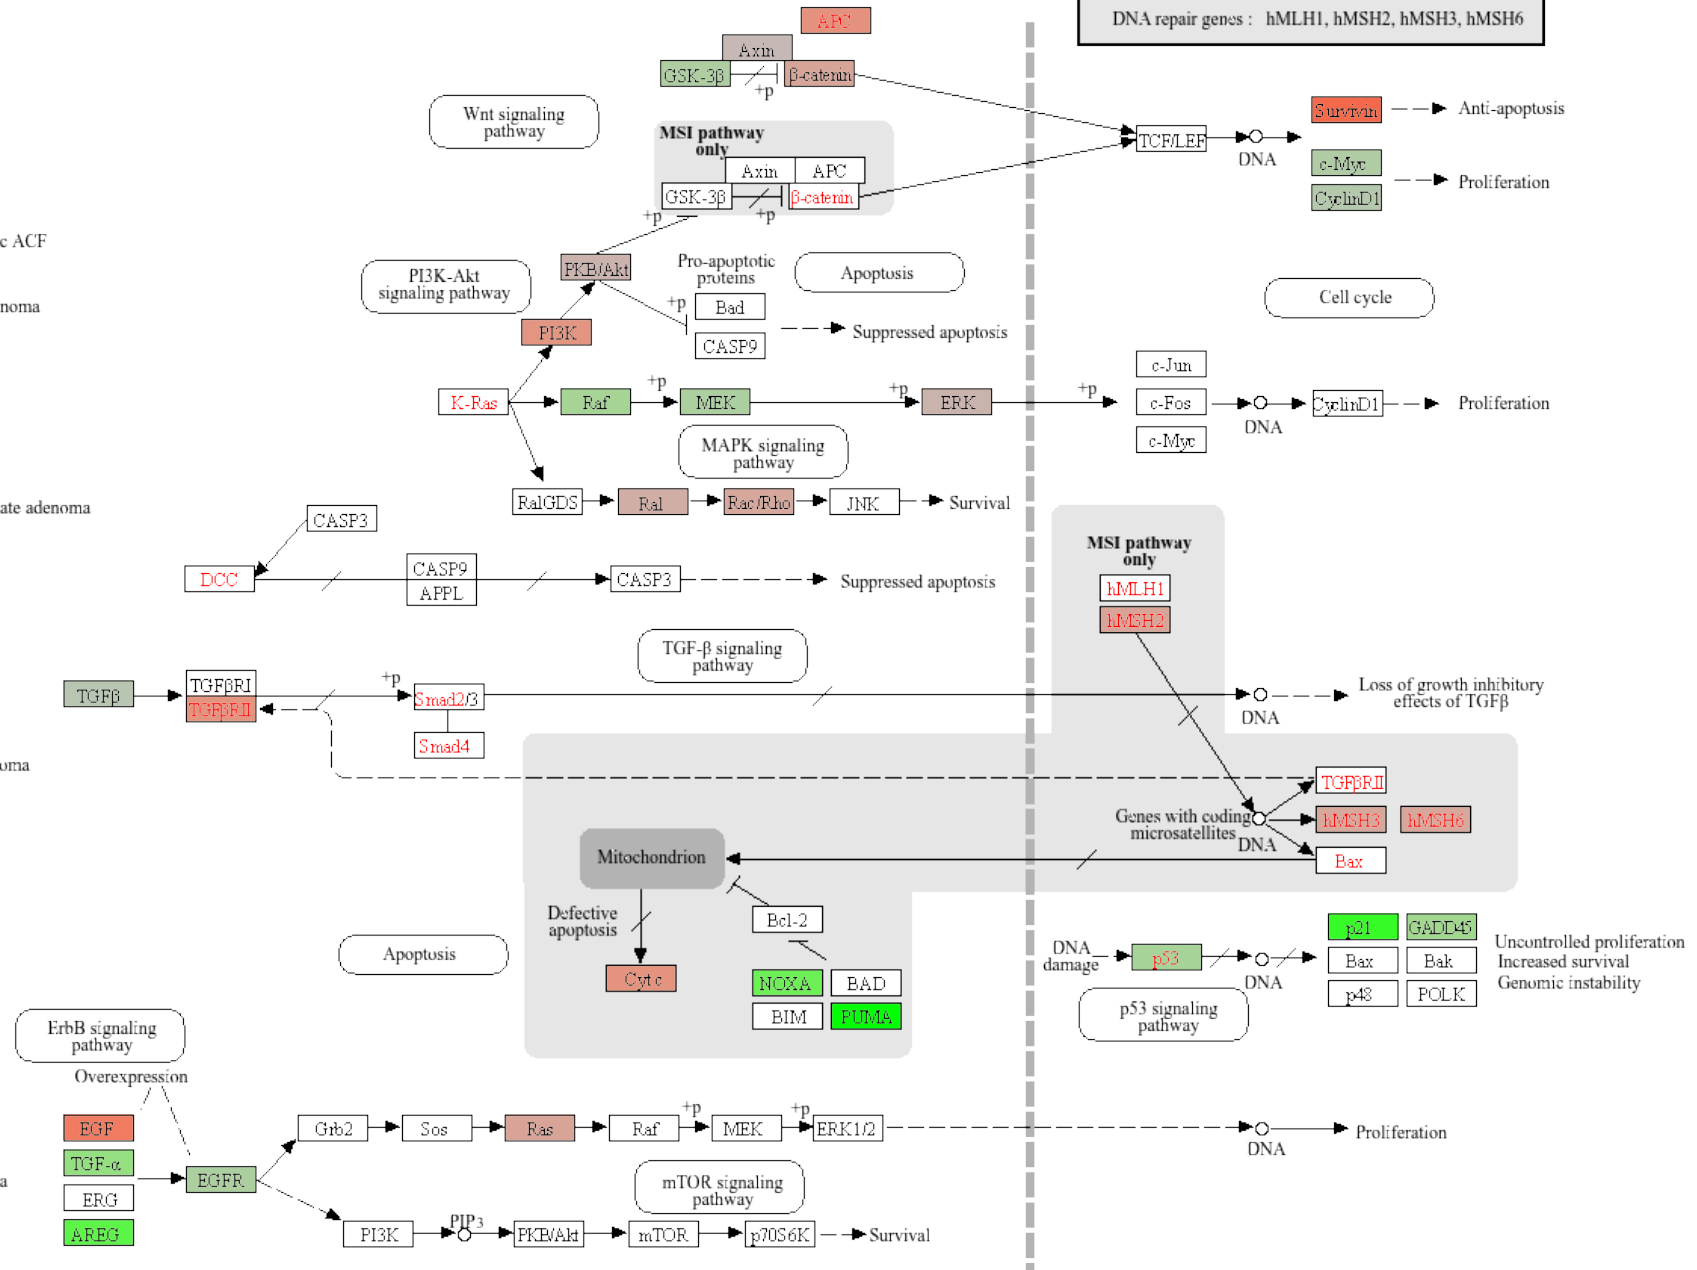 DNA repair genes : hMLH1, hMSH2, hMSH3, hMSH6
APC
Axin
GSK-3β
+p
β-catenin
Wnt signaling
pathway
MSI pathway
only
Axin
APC
GSK-3β
+p
β-catenin
TCF/LEF
DNA
Survivin
Anti-apoptosis
c-Myc
CyclinD1
Proliferation
c ACF
noma
+p
PKB/Akt
PI3K-Akt
signaling pathway
PI3K
Pro-apoptotic
proteins
+p
Bad
CASP9
Apoptosis
Suppressed apoptosis
Cell cycle
K-Ras
Raf
+p
MEK
+p
ERK
+p
c-Jun
c-Fos
c-Myc
DNA
CyclinD1
Proliferation
MAPK signaling
pathway
RalGDS
Ral
Rac/Rho
JNK
Survival
ate adenoma
CASP3
DCC
CASP9
APPL
CASP3
Suppressed apoptosis
MSI pathway
only
hMLH1
hMSH2
TGF-β signaling
pathway
TGFβ
TGFβRI
TGFβRII
+p
Smad2/3
Smad4
DNA
Loss of growth inhibitory
effects of TGFβ
oma
Genes with coding
microsatellites
DNA
TGFβRII
hMSH3
hMSH6
Bax
Mitochondrion
Defective
apoptosis
Cytc
Bcl-2
NOXA
BAD
BIM
PUMA
Apoptosis
DNA
damage
p53
DNA
p21
GADD45
Bax
Bak
p48
POLK
Uncontrolled proliferation
Increased survival
Genomic instability
p53 signaling
pathway
ErbB signaling
pathway
Overexpression
EGF
TGF-α
ERG
AREG
a
EGFR
Grb2
Sos
Ras
Raf
+p
MEK
+p
ERK1/2
DNA
Proliferation
mTOR signaling
pathway
PI3K
PIP3
PKB/Akt
mTOR
p70S6K
Survival